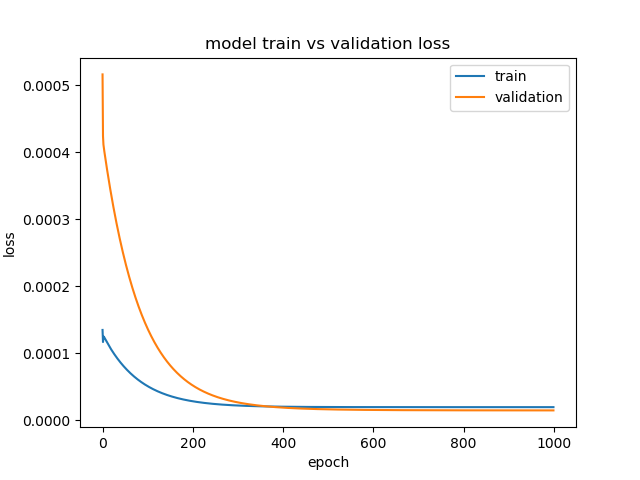 model train vs validation loss
train
validation
0.0005
0.0004
0.0003
0.0002
0.0001
0.0000
loss
0 200 400 600 800 1000
epoch